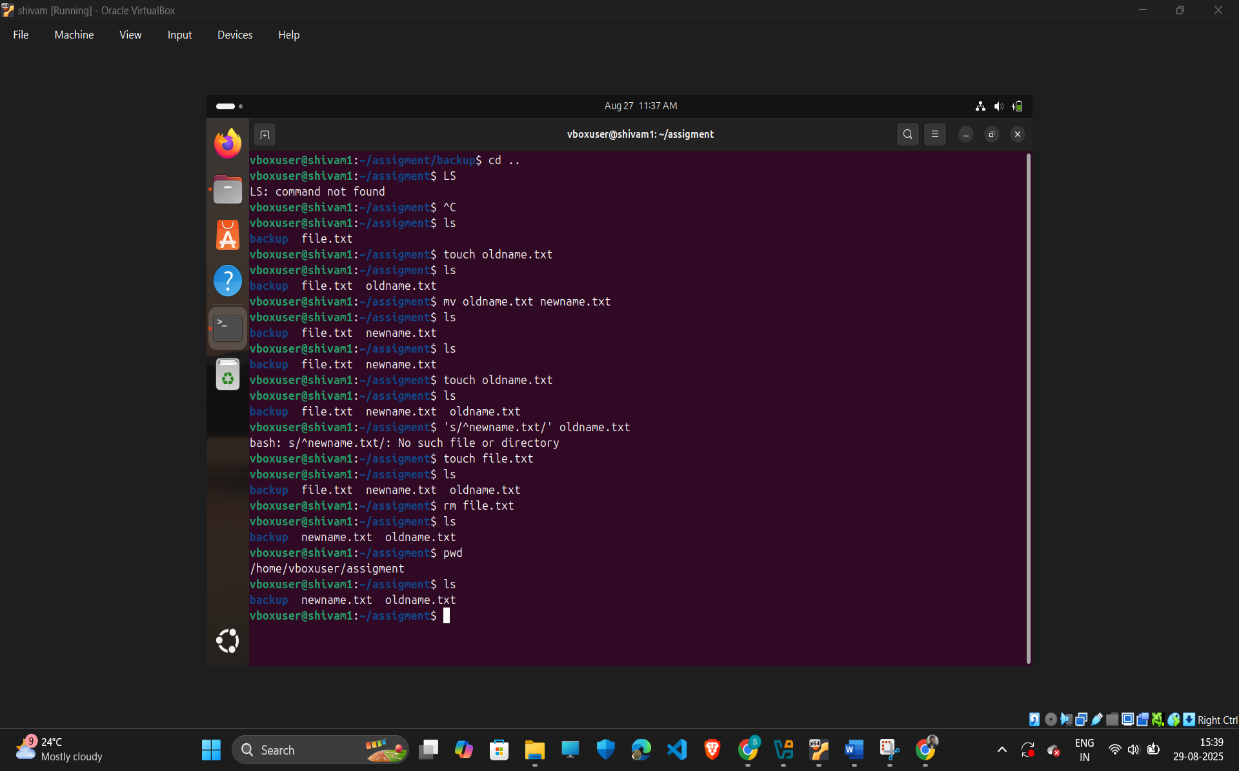 shivam [Running] - Oracle VirtualBox
File Machine View Input Devices Help
Aug 27 11:37 AM
vboxuser@shivam1: ~/assigment
vboxuser@shivam1:~/assigment/backup$ cd ..
vboxuser@shivam1:~/assigment$ LS
LS: command not found
vboxuser@shivam1:~/assigment$ ^C
vboxuser@shivam1:~/assigment$ ls
backup file.txt
vboxuser@shivam1:~/assigment$ touch oldname.txt
vboxuser@shivam1:~/assigment$ ls
backup file.txt oldname.txt
vboxuser@shivam1:~/assigment$ mv oldname.txt newname.txt
vboxuser@shivam1:~/assigment$ ls
backup file.txt newname.txt
vboxuser@shivam1:~/assigment$ ls
backup file.txt newname.txt
vboxuser@shivam1:~/assigment$ touch oldname.txt
vboxuser@shivam1:~/assigment$ ls
backup file.txt newname.txt oldname.txt
vboxuser@shivam1:~/assigment$ 's/^newname.txt/' oldname.txt
bash: s/^newname.txt/: No such file or directory
vboxuser@shivam1:~/assigment$ touch file.txt
vboxuser@shivam1:~/assigment$ ls
backup file.txt newname.txt oldname.txt
vboxuser@shivam1:~/assigment$ rm file.txt
vboxuser@shivam1:~/assigment$ ls
backup newname.txt oldname.txt
vboxuser@shivam1:~/assigment$ pwd
/home/vboxuser/assigment
vboxuser@shivam1:~/assigment$ ls
backup newname.txt oldname.txt
vboxuser@shivam1:~/assigment$
Right Ctrl
9
24°C
Mostly cloudy
Search
ENG
IN
15:39
29-08-2025